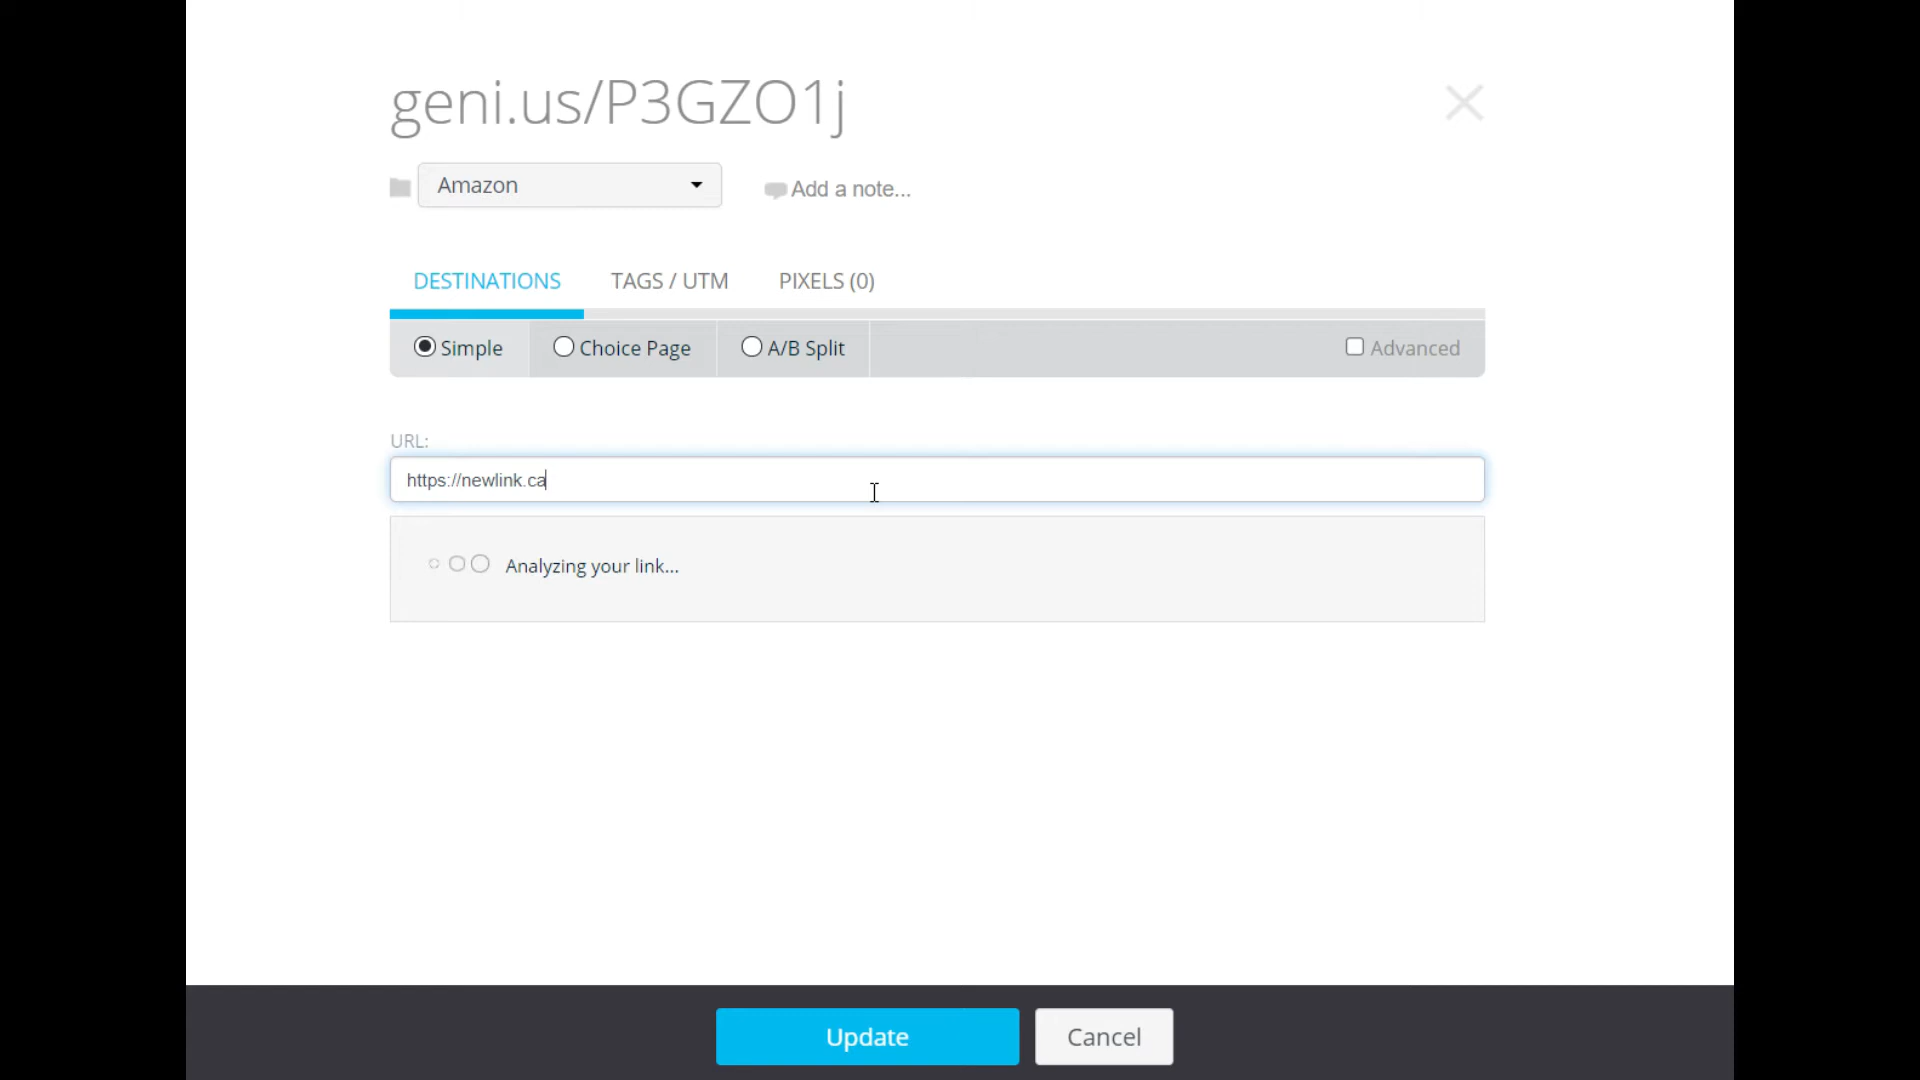 geni.us/P3GZO1j
Amazon
Add a note...
DESTINATIONS TAGS / UTM PIXELS (0)
Simple Choice Page A/B Split Advanced
URL:
https://newlink.ca
Analyzing your link...
Update Cancel